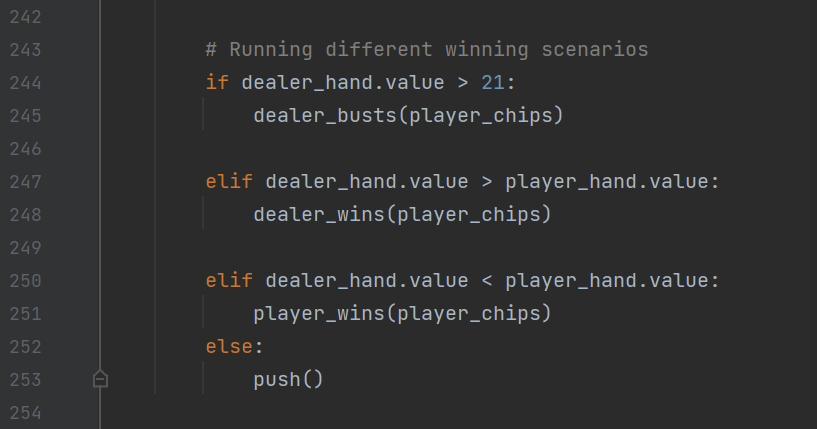 242
243 # Running different winning scenarios
244 if dealer_hand.value > 21:
245 dealer_busts(player_chips)
246
247 elif dealer_hand.value > player_hand.value:
248 dealer_wins(player_chips)
249
250 elif dealer_hand.value < player_hand.value:
251 player_wins(player_chips)
252 else:
253 push()
254